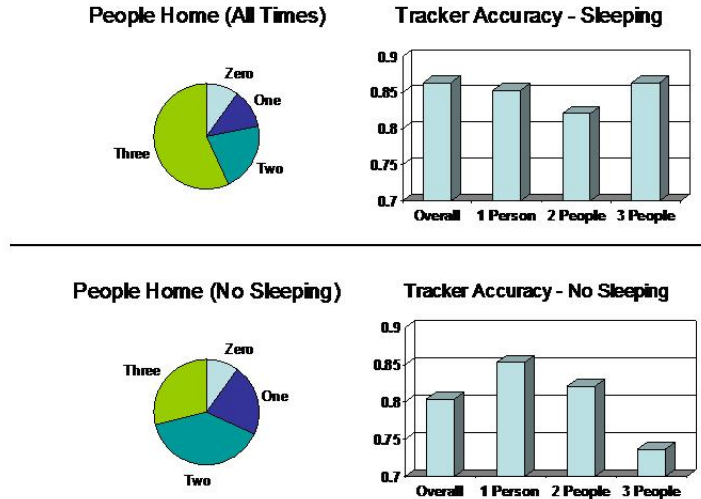 People Home (All Times)
Zero
One
Two
Three
Tracker Accuracy - Sleeping
0.9
0.85
0.8
0.75
0.7
Overall 1 Person 2 People 3 People
People Home (No Sleeping)
Zero
One
Two
Three
Tracker Accuracy - No Sleeping
0.9
0.85
0.8
0.75
0.7
Overall 1 Person 2 People 3 People